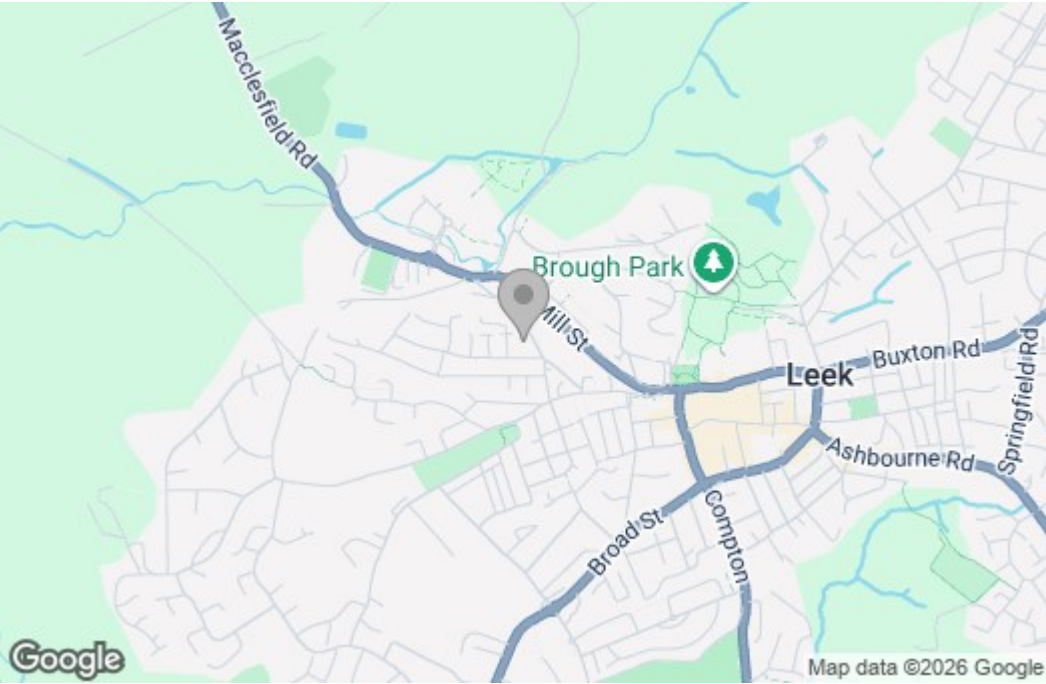 Macclesfield Rd
Brough Park
Mill St
Buxton Rd
Leek
Springfield Rd
Ashbourne Rd
Compton
Broad St
Google
Map data ©2026 Google